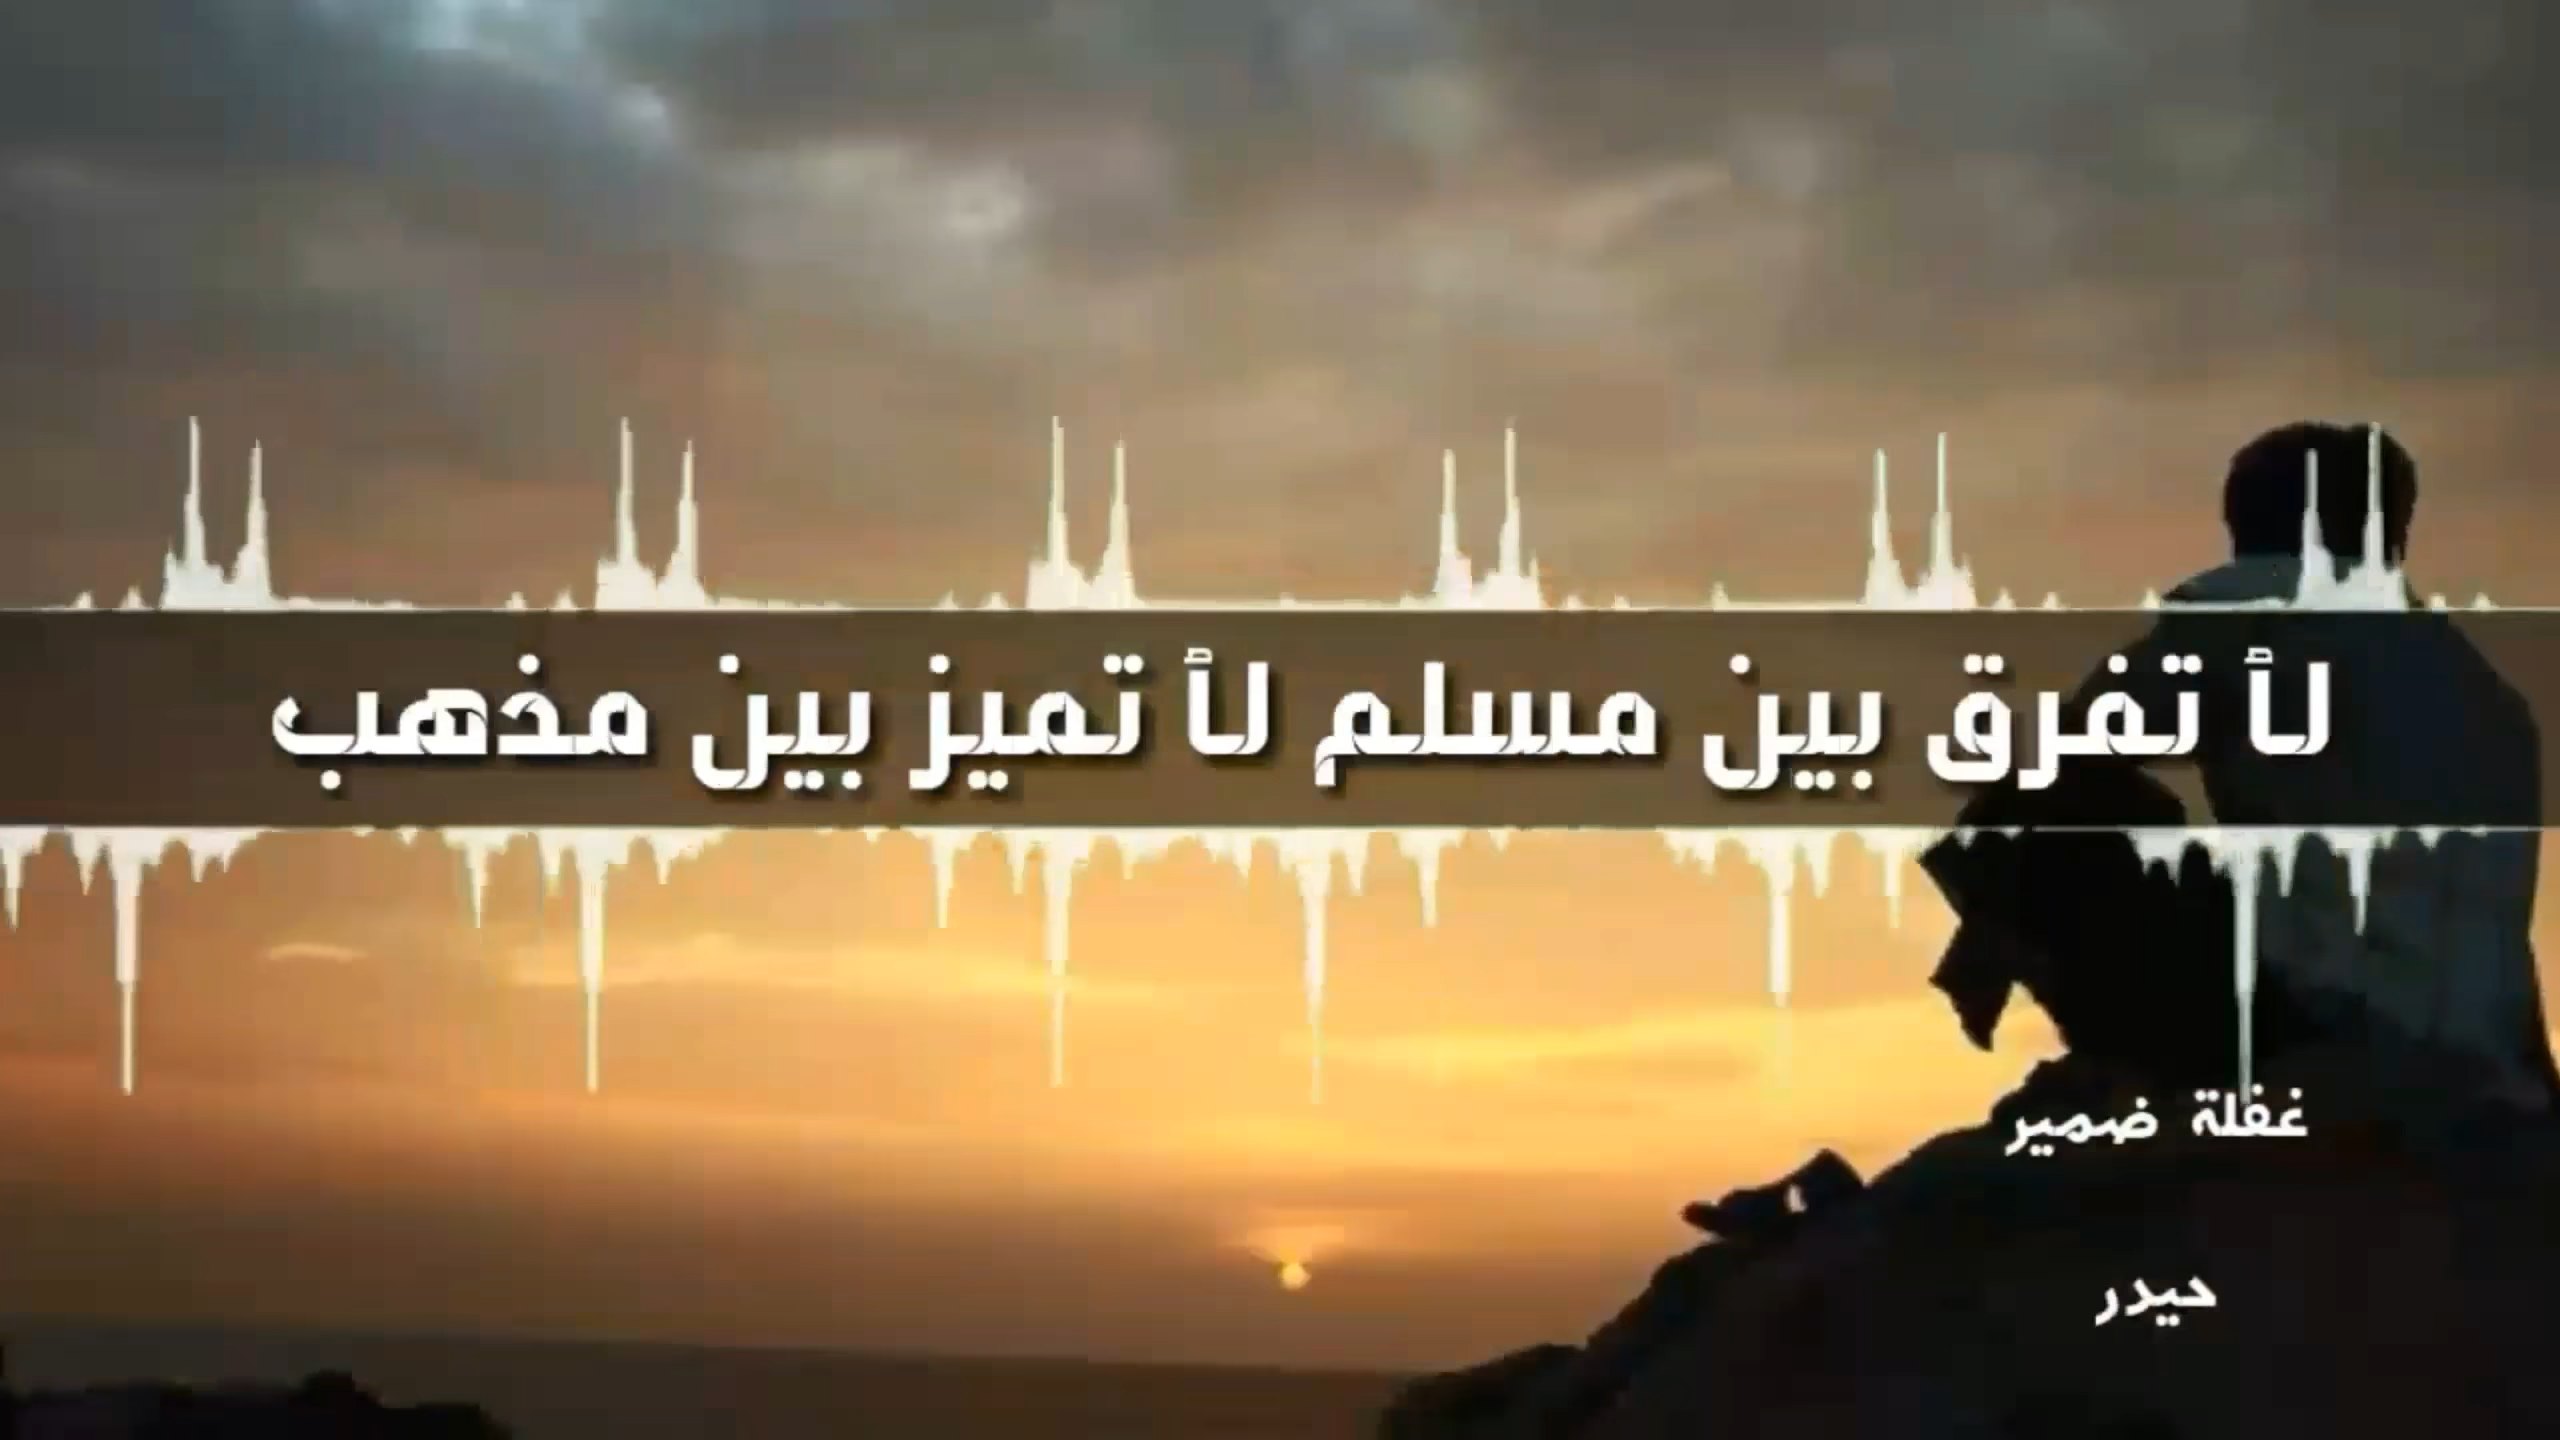 لأ تفرق بين مسلم لأ تميز بين مذهب
غفلة ضمير
حيدر